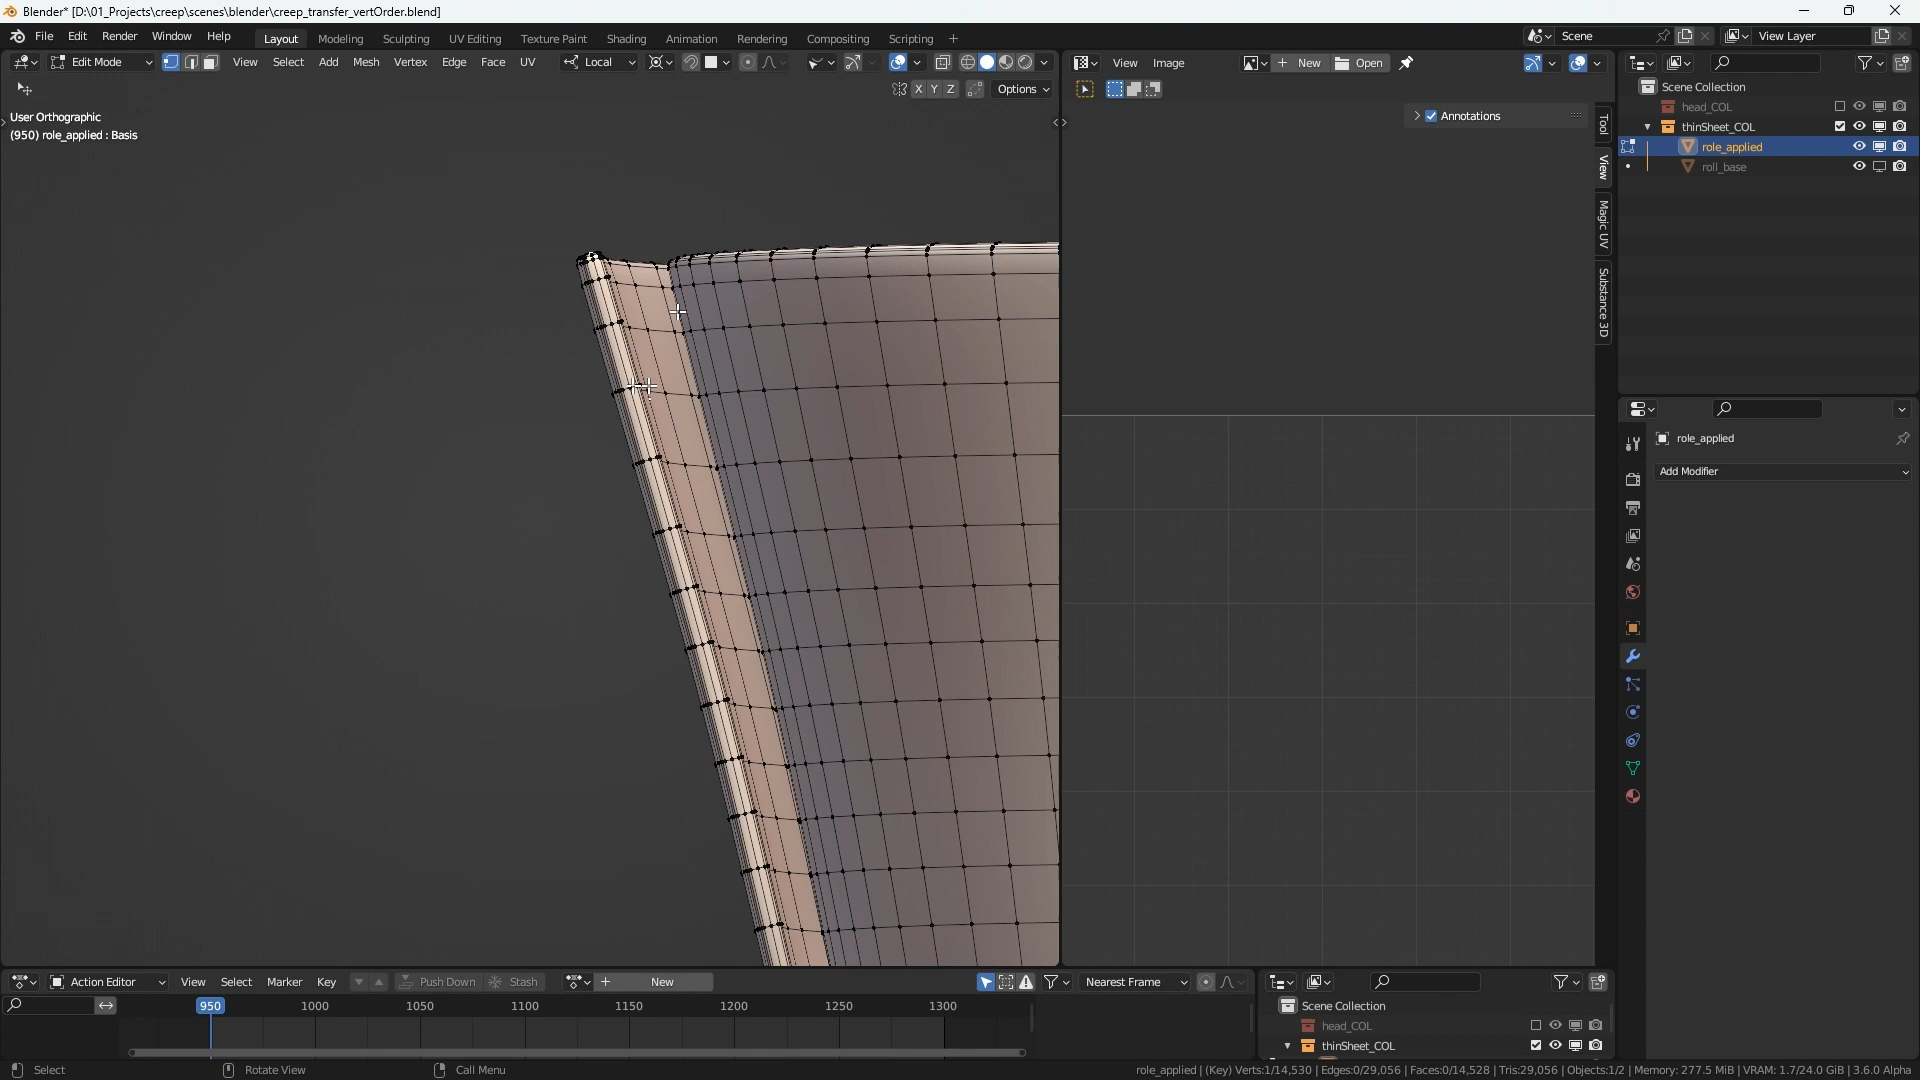 Blender* [D:\01_Projects\creep\scenes\blender\creep_transfer_vertOrder.blend]
File Edit Render Window Help Layout Modeling Sculpting UV Editing Texture Paint Shading Animation Rendering Compositing Scripting + Scene View Layer
Edit Mode View Select Add Mesh Vertex Edge Face UV Local View Image + New Open
X Y Z Options
Scene Collection
User Orthographic
(950) role_applied : Basis
head_COL
Annotations
thinSheet_COL
role_applied
roll_base
Tool
View
Magic UV
Substance 3D
role_applied
Add Modifier
Action Editor View Select Marker Key Push Down Stash + New Nearest Frame
950 1000 1050 1100 1150 1200 1250 1300
Scene Collection
head_COL
thinSheet_COL
Select Rotate View Call Menu role_applied | (Key) Verts:1/14,530 | Edges:0/29,056 | Faces:0/14,528 | Tris:29,056 | Objects:1/2 | Memory: 277.5 MiB | VRAM: 1.7/24.0 GiB | 3.6.0 Alpha